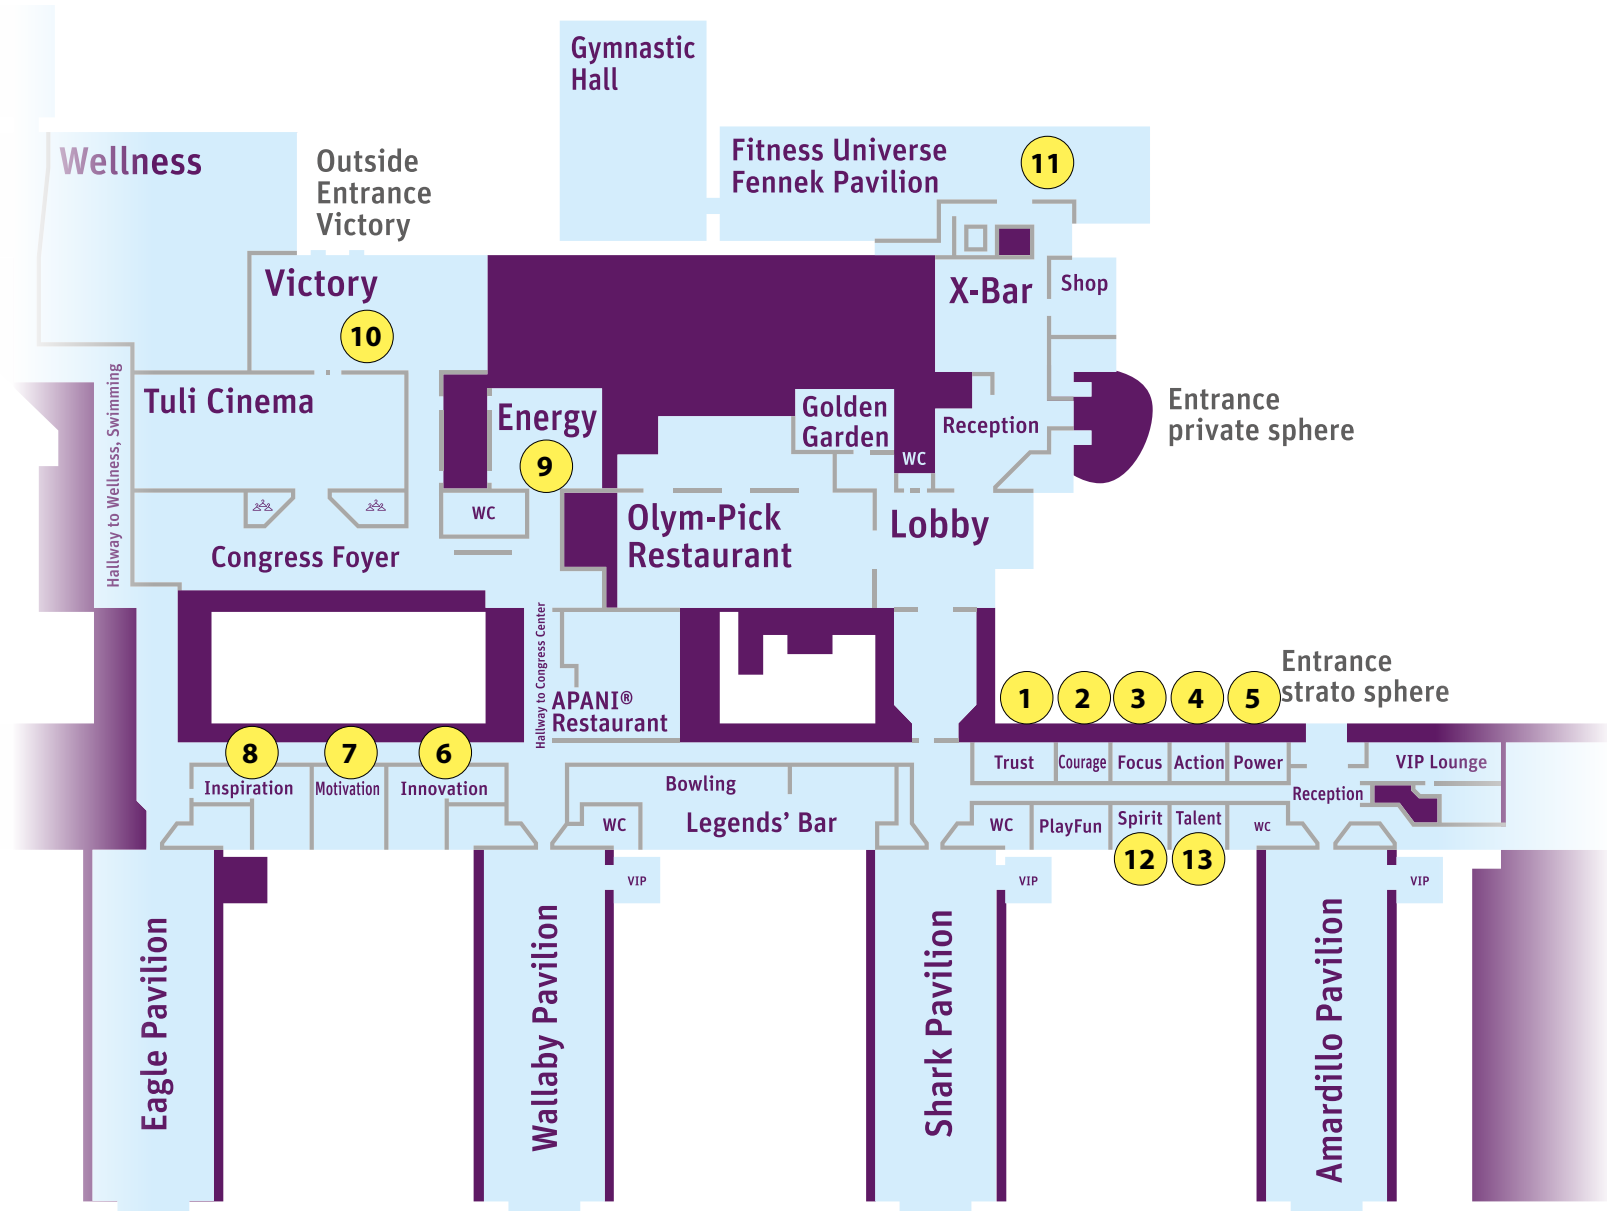 Gymnastic
Hall
Wellness
Outside
Entrance
Victory
Fitness Universe
Fennek Pavilion
11
Victory
10
X-Bar
Shop
Hallway to Wellness, Swimming
Tuli Cinema
Energy
9
Golden
Garden
Reception
WC
Entrance
private sphere
WC
Olym-Pick
Restaurant
Lobby
Congress Foyer
Hallway to Congress Center
APANI®
Restaurant
Entrance
strato sphere
1
2
3
4
5
8
7
6
Inspiration
Motivation
Innovation
Bowling
Legends' Bar
WC
Trust
Courage
Focus
Action
Power
VIP Lounge
Reception
WC
PlayFun
Spirit
Talent
WC
12
13
VIP
VIP
VIP
Eagle Pavilion
Wallaby Pavilion
Shark Pavilion
Amardillo Pavilion